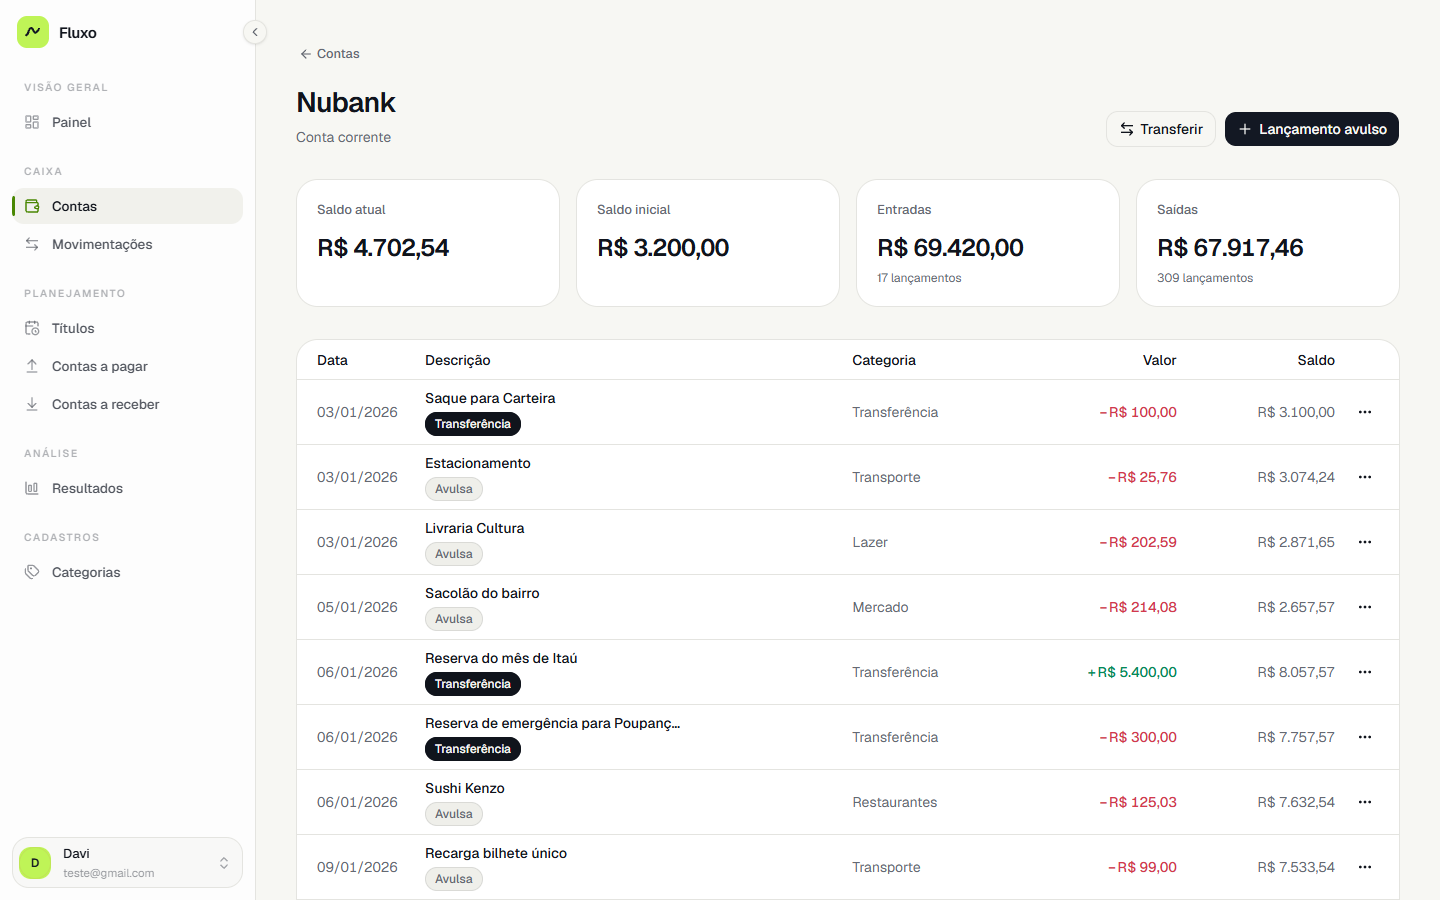 Fluxo
VISÃO GERAL
Painel
CAIXA
Contas
Movimentações
PLANEJAMENTO
Títulos
Contas a pagar
Contas a receber
ANÁLISE
Resultados
CADASTROS
Categorias
D
Davi
teste@gmail.com
← Contas
Nubank
Conta corrente
Transferir
+ Lançamento avulso
Saldo atual
R$ 4.702,54
Saldo inicial
R$ 3.200,00
Entradas
R$ 69.420,00
17 lançamentos
Saídas
R$ 67.917,46
309 lançamentos
Data Descrição Categoria Valor Saldo
03/01/2026 Saque para Carteira Transferência −R$ 100,00 R$ 3.100,00
Transferência
03/01/2026 Estacionamento Transporte −R$ 25,76 R$ 3.074,24
Avulsa
03/01/2026 Livraria Cultura Lazer −R$ 202,59 R$ 2.871,65
Avulsa
05/01/2026 Sacolão do bairro Mercado −R$ 214,08 R$ 2.657,57
Avulsa
06/01/2026 Reserva do mês de Itaú Transferência +R$ 5.400,00 R$ 8.057,57
Transferência
06/01/2026 Reserva de emergência para Poupanç... Transferência −R$ 300,00 R$ 7.757,57
Transferência
06/01/2026 Sushi Kenzo Restaurantes −R$ 125,03 R$ 7.632,54
Avulsa
09/01/2026 Recarga bilhete único Transporte −R$ 99,00 R$ 7.533,54
Avulsa